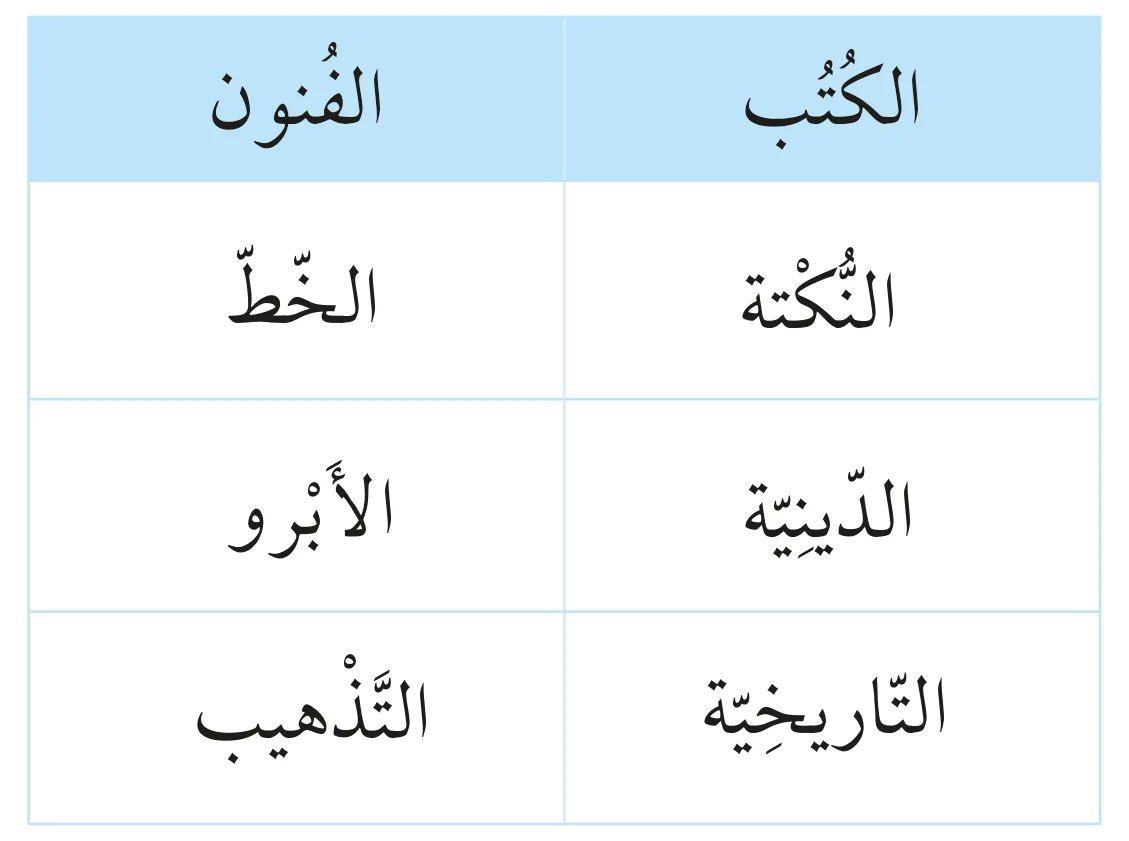 الكُتُب الفُنون
النُّكْتة الخّطّ
الدّينِيّة الأَبْرو
التّاريخِيّة التَّذْهيب